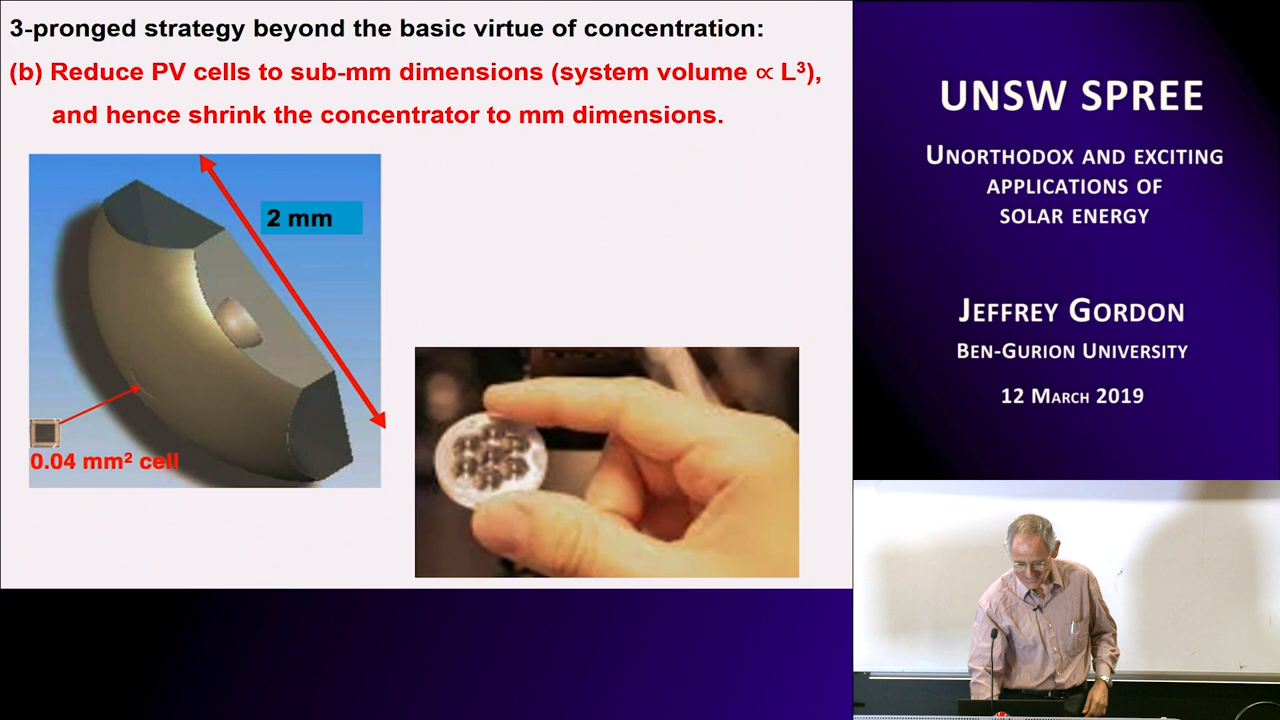 3-pronged strategy beyond the basic virtue of concentration:
(b) Reduce PV cells to sub-mm dimensions (system volume ∝ L³),
and hence shrink the concentrator to mm dimensions.
2 mm
0.04 mm² cell
UNSW SPREE
UNORTHODOX AND EXCITING
APPLICATIONS OF
SOLAR ENERGY
JEFFREY GORDON
BEN-GURION UNIVERSITY
12 MARCH 2019